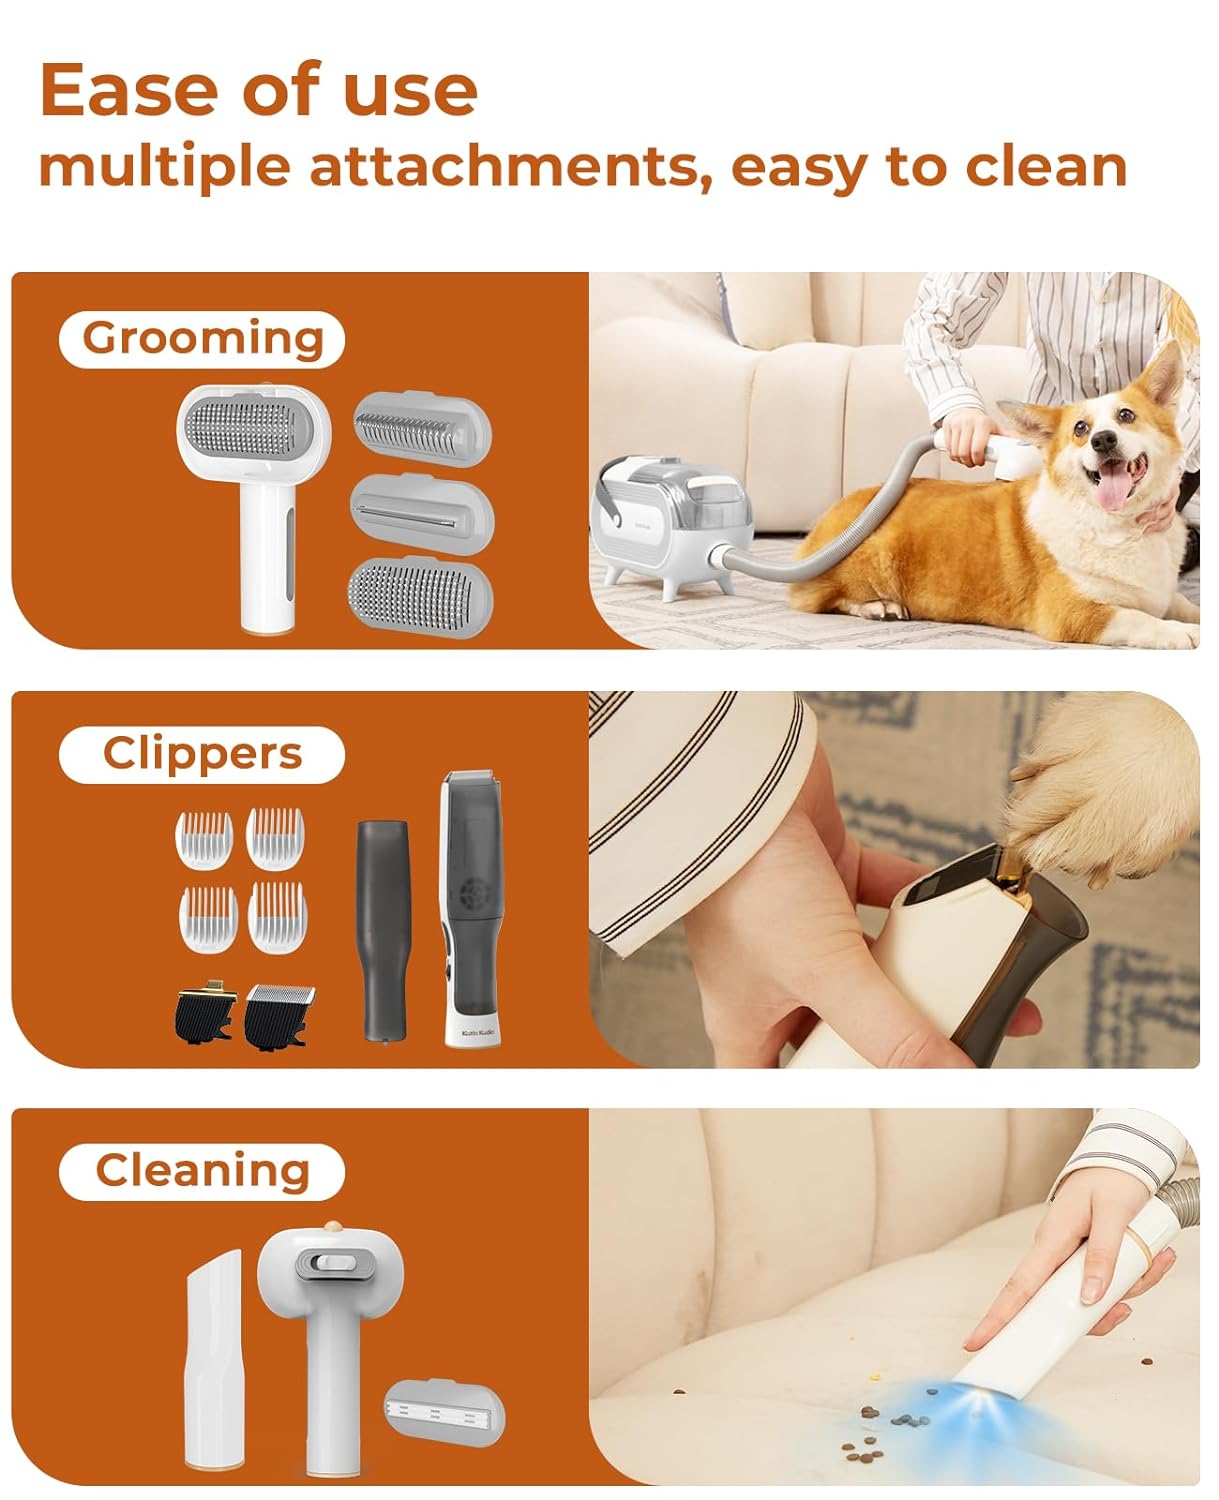 Ease of use
multiple attachments, easy to clean
Grooming
Clippers
Cleaning